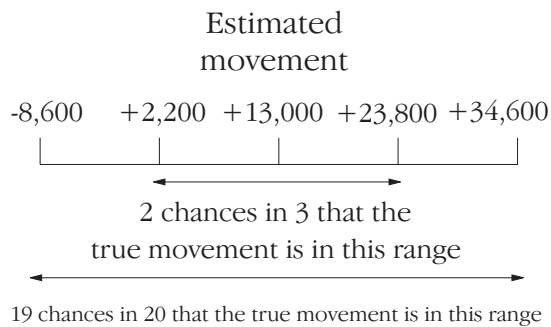 Estimated
movement
-8,600 +2,200 +13,000 +23,800 +34,600
2 chances in 3 that the
true movement is in this range
19 chances in 20 that the true movement is in this range